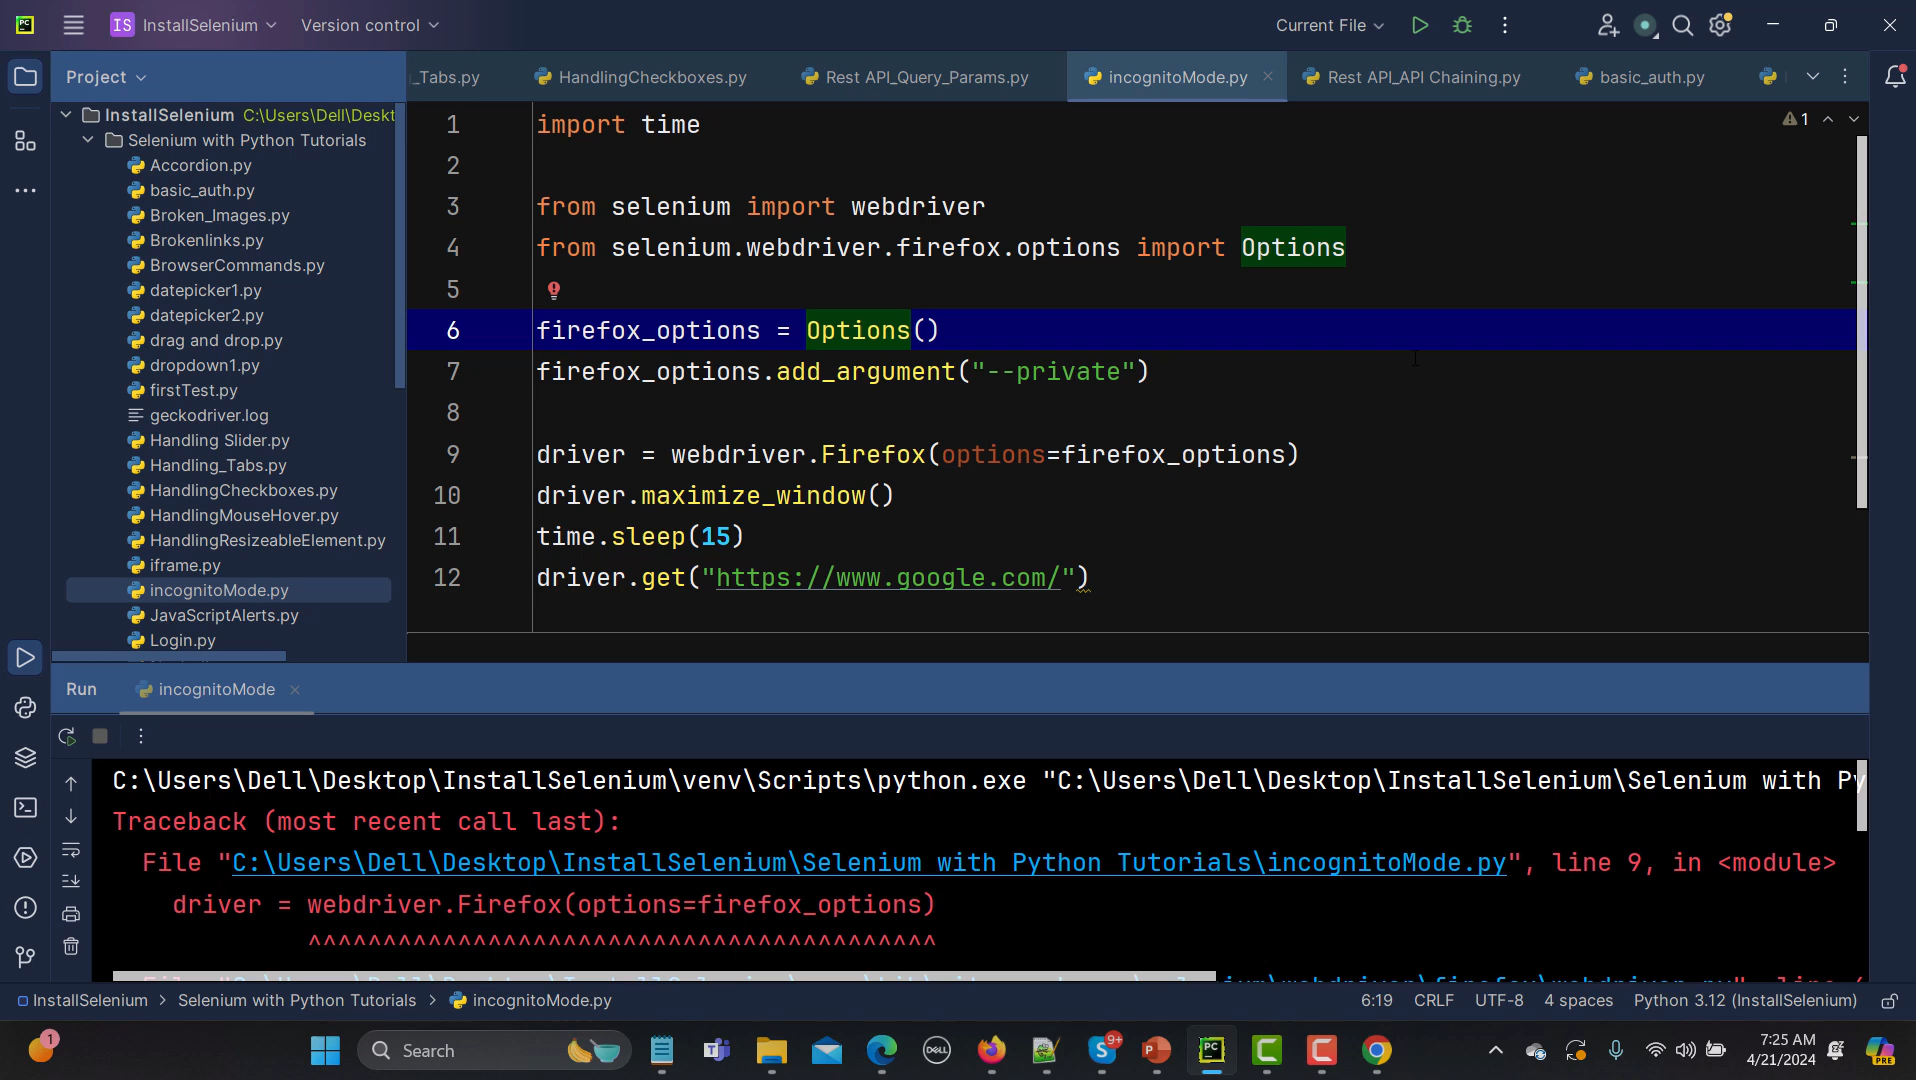 PC
IS InstallSelenium
Version control
Current File
Project
_Tabs.py
HandlingCheckboxes.py
Rest API_Query_Params.py
incognitoMode.py
Rest API_API Chaining.py
basic_auth.py
InstallSelenium C:\Users\Dell\Deskt
Selenium with Python Tutorials
Accordion.py
basic_auth.py
Broken_Images.py
Brokenlinks.py
BrowserCommands.py
datepicker1.py
datepicker2.py
drag and drop.py
dropdown1.py
firstTest.py
geckodriver.log
Handling Slider.py
Handling_Tabs.py
HandlingCheckboxes.py
HandlingMouseHover.py
HandlingResizeableElement.py
iframe.py
incognitoMode.py
JavaScriptAlerts.py
Login.py
1
1 import time
2
3 from selenium import webdriver
4 from selenium.webdriver.firefox.options import Options
5
6 firefox_options = Options()
7 firefox_options.add_argument("--private")
8
9 driver = webdriver.Firefox(options=firefox_options)
10 driver.maximize_window()
11 time.sleep(15)
12 driver.get("https://www.google.com/")
Run
incognitoMode
C:\Users\Dell\Desktop\InstallSelenium\venv\Scripts\python.exe "C:\Users\Dell\Desktop\InstallSelenium\Selenium with Py
Traceback (most recent call last):
File "C:\Users\Dell\Desktop\InstallSelenium\Selenium with Python Tutorials\incognitoMode.py", line 9, in <module>
driver = webdriver.Firefox(options=firefox_options)
^^^^^^^^^^^^^^^^^^^^^^^^^^^^^^^^^^^^^^^^^^
InstallSelenium > Selenium with Python Tutorials > incognitoMode.py
6:19 CRLF UTF-8 4 spaces Python 3.12 (InstallSelenium)
1
Search
DELL
9+
PC
7:25 AM
4/21/2024
PRE